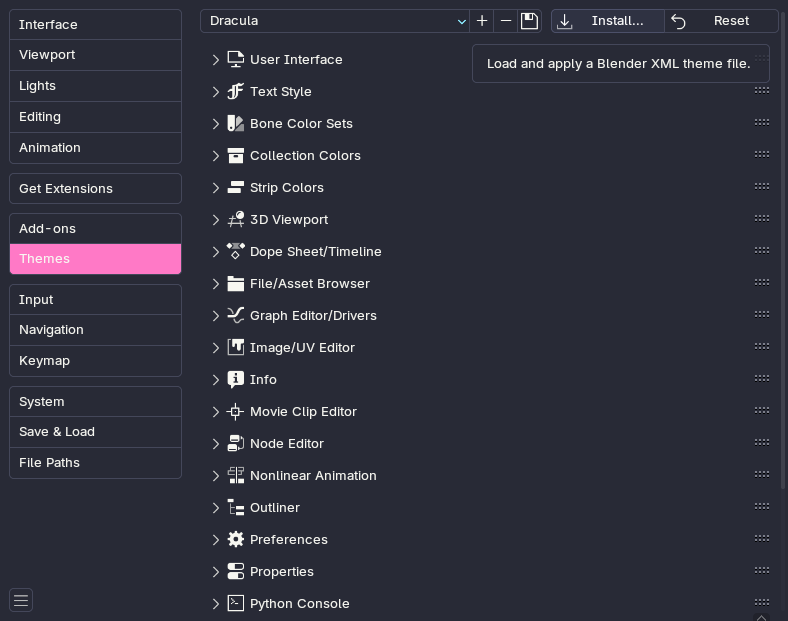 Interface
Viewport
Lights
Editing
Animation
Get Extensions
Add-ons
Themes
Input
Navigation
Keymap
System
Save & Load
File Paths
Dracula
Install...
Reset
Load and apply a Blender XML theme file.
User Interface
Text Style
Bone Color Sets
Collection Colors
Strip Colors
3D Viewport
Dope Sheet/Timeline
File/Asset Browser
Graph Editor/Drivers
Image/UV Editor
Info
Movie Clip Editor
Node Editor
Nonlinear Animation
Outliner
Preferences
Properties
Python Console